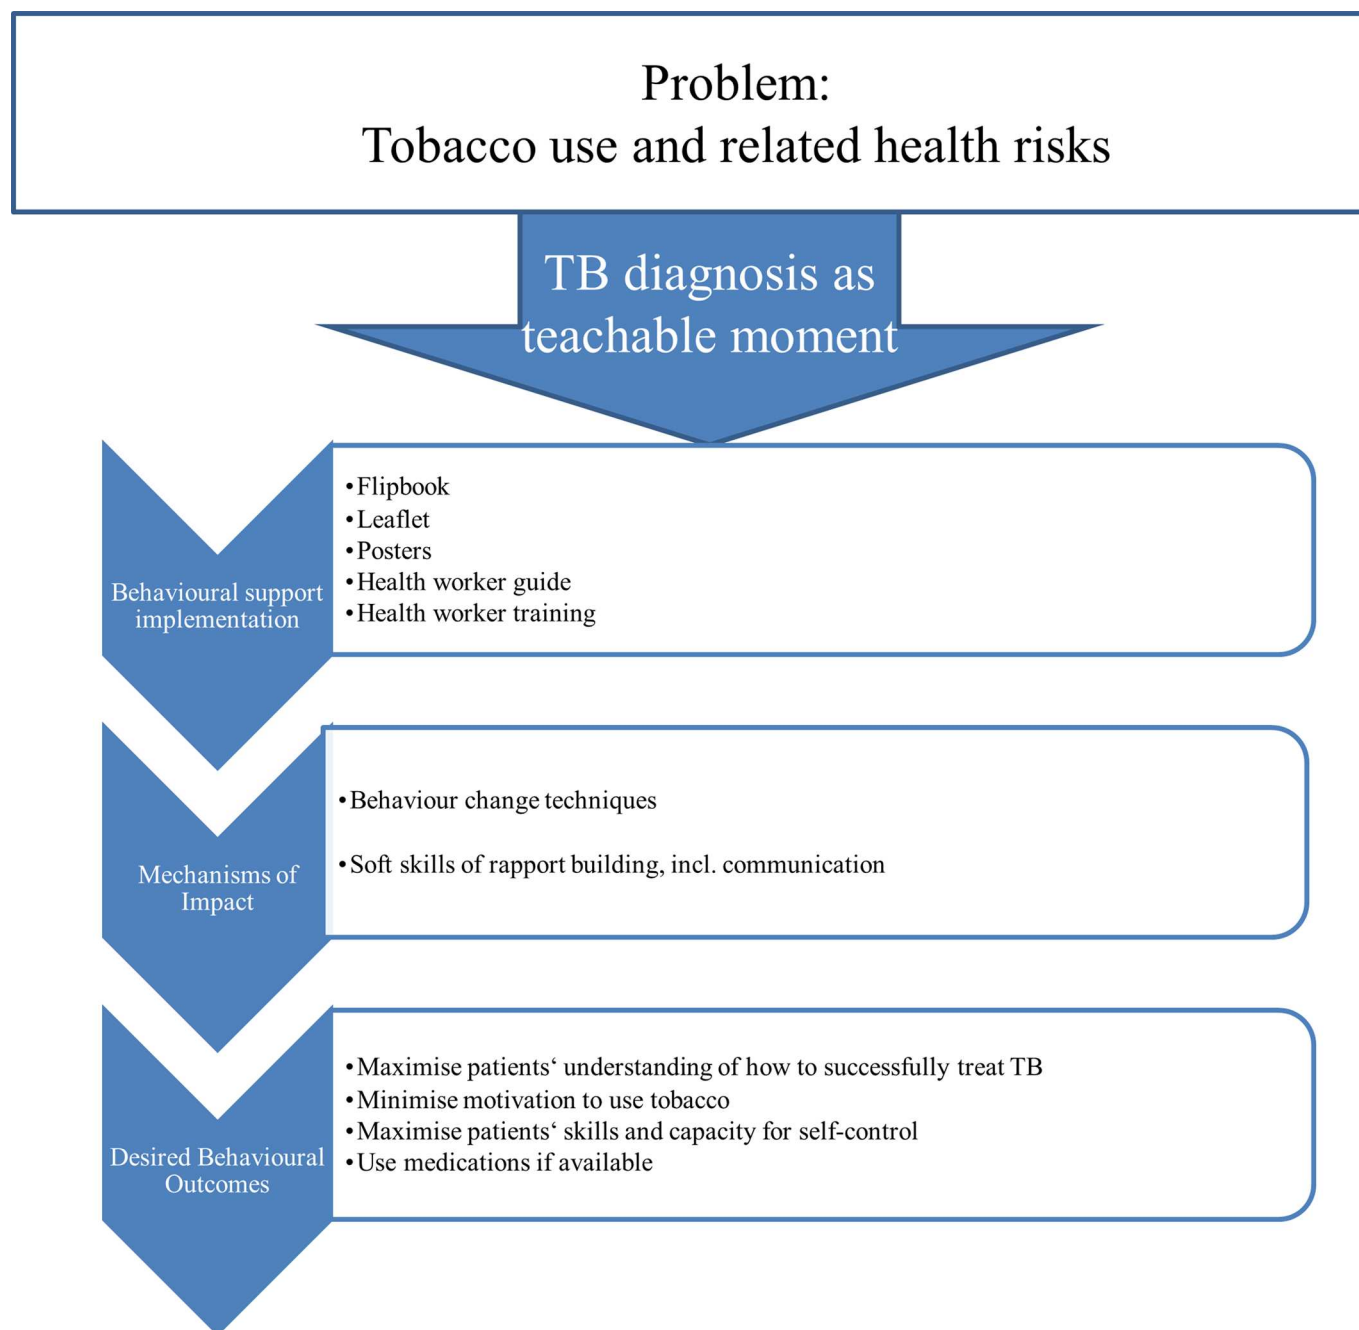 Problem:
Tobacco use and related health risks
TB diagnosis as
teachable moment
Behavioural support
implementation
•Flipbook
•Leaflet
•Posters
•Health worker guide
•Health worker training
Mechanisms of
Impact
•Behaviour change techniques
•Soft skills of rapport building, incl. communication
Desired Behavioural
Outcomes
•Maximise patients‘ understanding of how to successfully treat TB
•Minimise motivation to use tobacco
•Maximise patients‘ skills and capacity for self-control
•Use medications if available